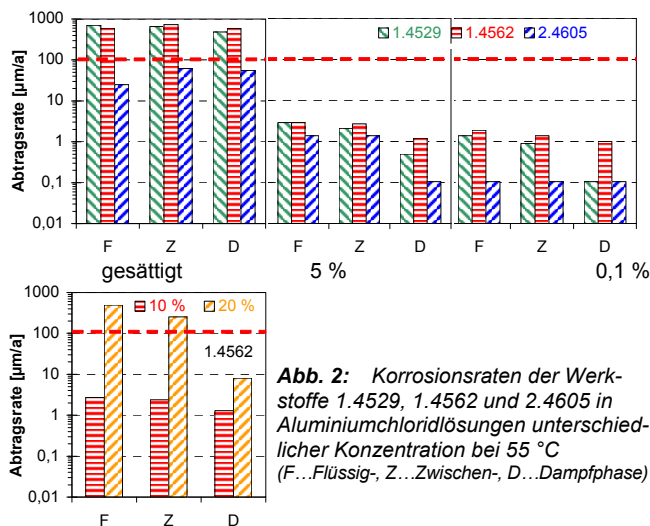 1000
1.4529 1.4562 2.4605
100
10
1
0,1
0,01
Abtragsrate [µm/a]
F Z D F Z D F Z D
gesättigt 5 % 0,1 %
1000
10 % 20 %
100
1.4562
10
1
0,1
0,01
Abtragsrate [µm/a]
F Z D
Abb. 2: Korrosionsraten der Werk-
stoffe 1.4529, 1.4562 und 2.4605 in
Aluminiumchloridlösungen unterschied-
licher Konzentration bei 55 °C
(F...Flüssig-, Z...Zwischen-, D...Dampfphase)